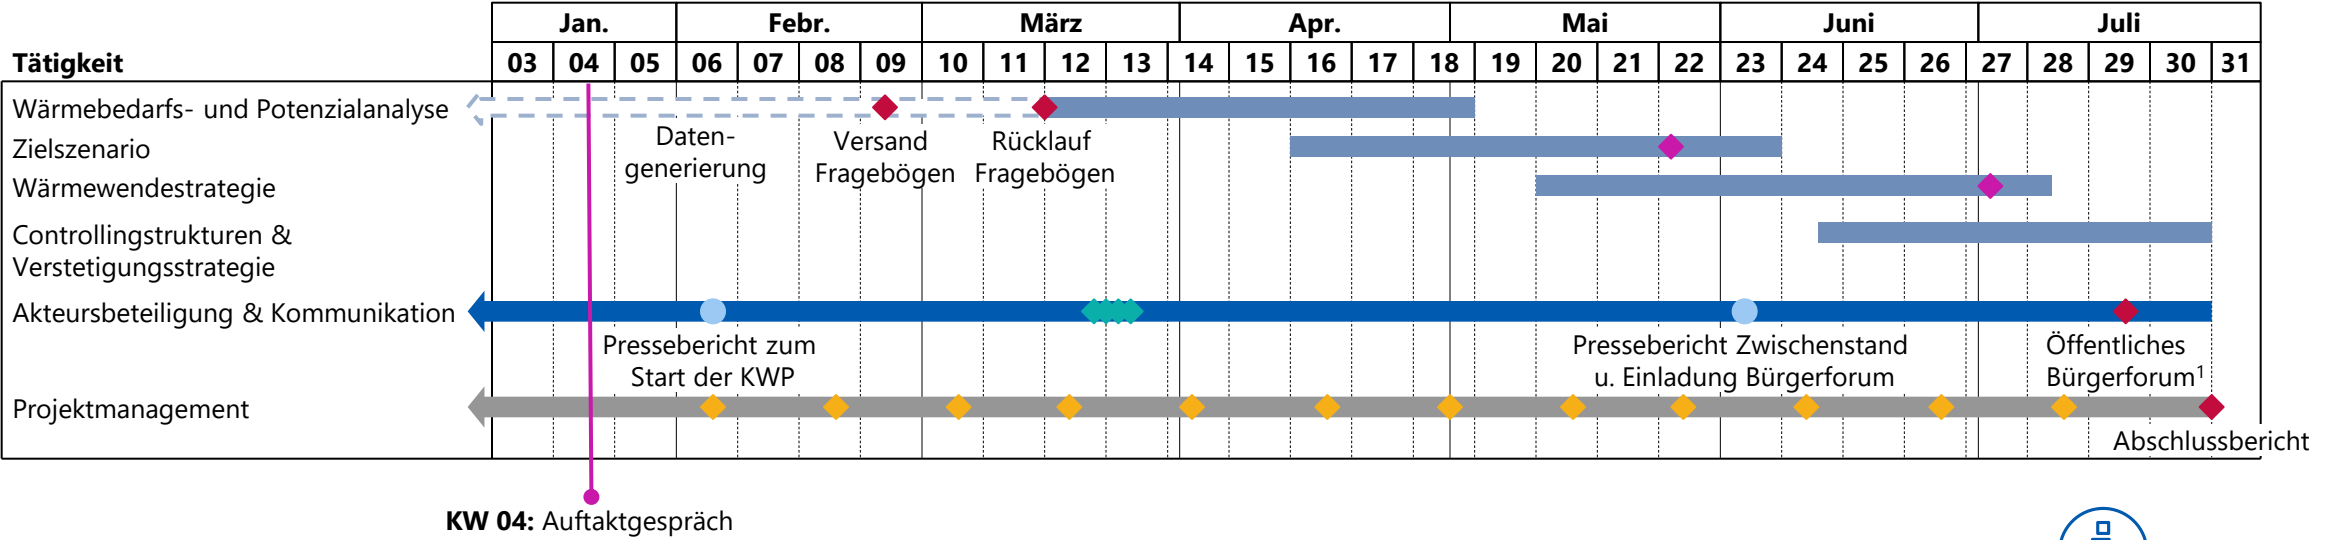 Jan. Febr. März Apr. Mai Juni Juli
Tätigkeit 03 04 05 06 07 08 09 10 11 12 13 14 15 16 17 18 19 20 21 22 23 24 25 26 27 28 29 30 31
Wärmebedarfs- und Potenzialanalyse
Daten-
generierung
Versand
Fragebögen
Rücklauf
Fragebögen
Zielszenario
Wärmewendestrategie
Controllingstrukturen &
Verstetigungsstrategie
Akteursbeteiligung & Kommunikation
Pressebericht zum
Start der KWP
Pressebericht Zwischenstand
u. Einladung Bürgerforum
Öffentliches
Bürgerforum¹
Projektmanagement
Abschlussbericht
KW 04: Auftaktgespräch